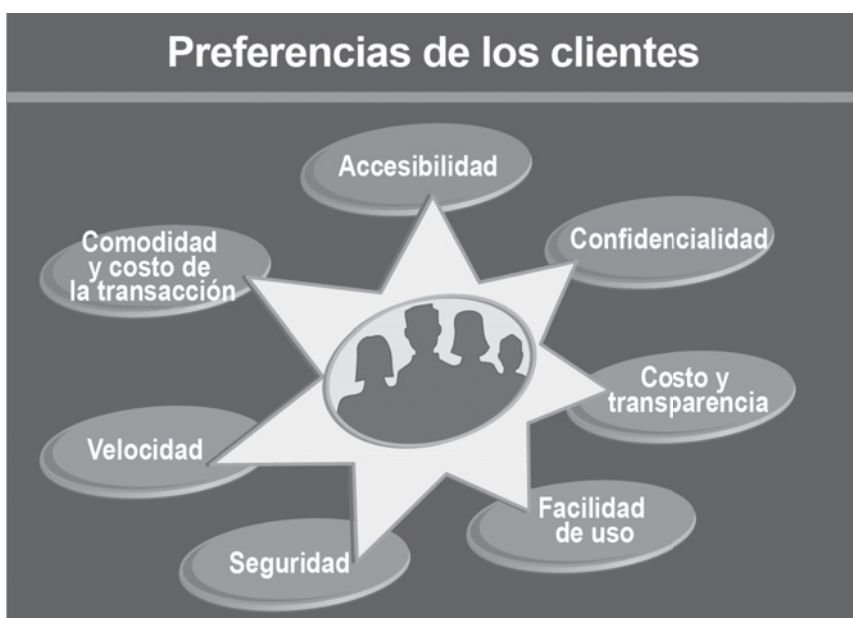 Preferencias de los clientes
Accesibilidad
Confidencialidad
Comodidad
y costo de
la transacción
Costo y
transparencia
Velocidad
Facilidad
de uso
Seguridad